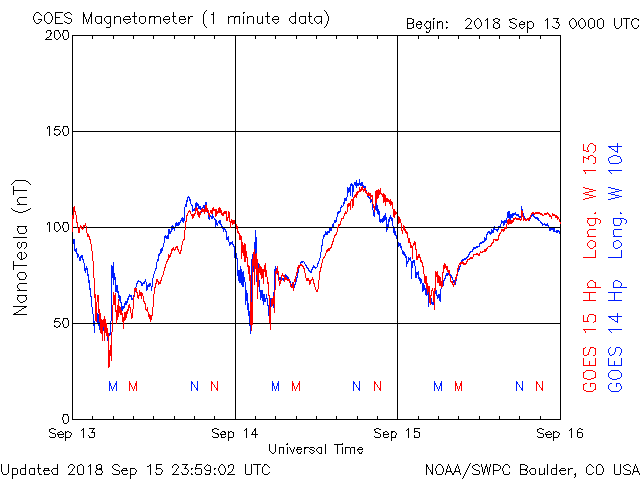 GOES Magnetometer (1 minute data)
Begin: 2018 Sep 13 0000 UTC
200
150
100
50
0
NanoTesla (nT)
M M N N M M N N M M N N
Sep 13 Sep 14 Sep 15 Sep 16
Universal Time
GOES 15 Hp Long. W 135
GOES 14 Hp Long. W 104
Updated 2018 Sep 15 23:59:02 UTC
NOAA/SWPC Boulder, CO USA